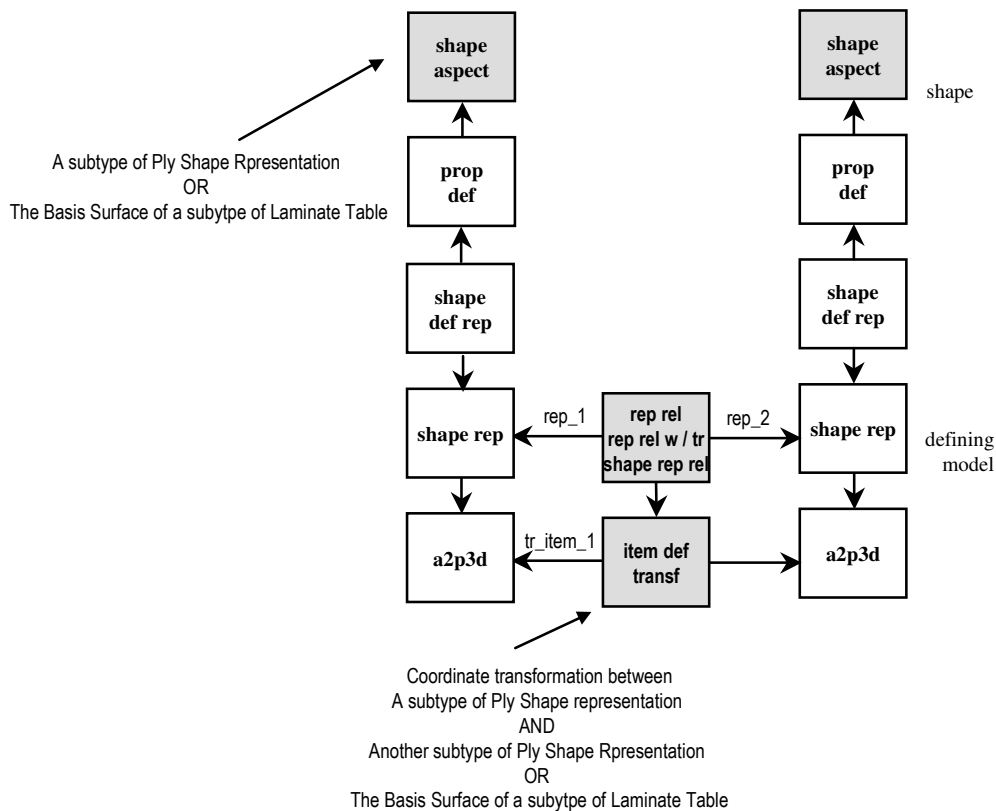 shape
aspect
shape
aspect
shape
A subtype of Ply Shape Rpresentation
OR
The Basis Surface of a subytpe of Laminate Table
prop
def
prop
def
shape
def rep
shape
def rep
shape rep
rep_1
rep rel
rep rel w / tr
shape rep rel
rep_2
shape rep
defining
model
a2p3d
tr_item_1
item def
transf
a2p3d
Coordinate transformation between
A subtype of Ply Shape representation
AND
Another subtype of Ply Shape Rpresentation
OR
The Basis Surface of a subytpe of Laminate Table